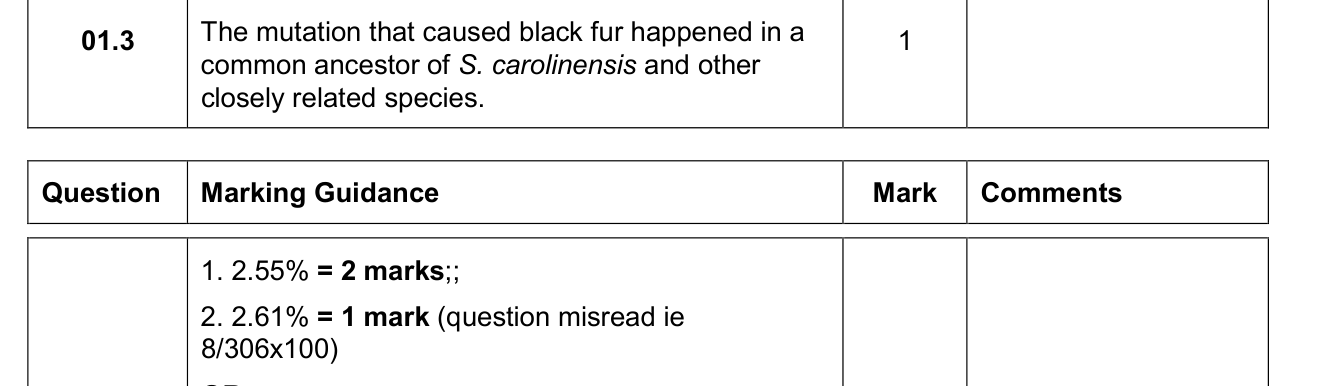 01.3
The mutation that caused black fur happened in a
common ancestor of S. carolinensis and other
closely related species.
1
Question Marking Guidance Mark Comments
1. 2.55% = 2 marks;;
2. 2.61% = 1 mark (question misread ie
8/306x100)